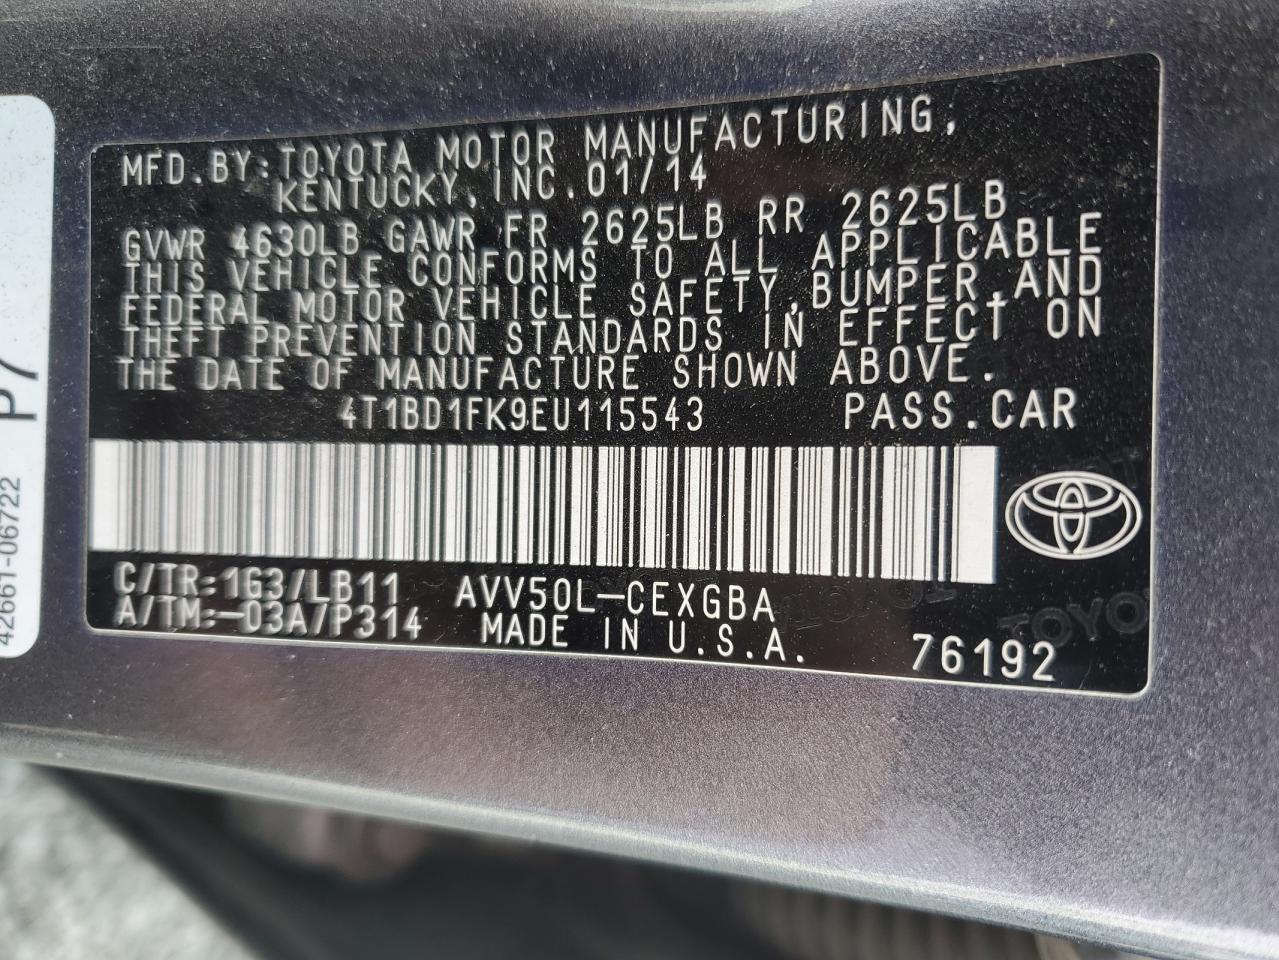 MFD.BY:TOYOTA MOTOR MANUFACTURING,
KENTUCKY, INC.01/14
GVWR 4630LB GAWR FR 2625LB RR 2625LB
THIS VEHICLE CONFORMS TO ALL APPLICABLE
FEDERAL MOTOR VEHICLE SAFETY,BUMPER,AND
THEFT PREVENTION STANDARDS IN EFFECT ON
THE DATE OF MANUFACTURE SHOWN ABOVE.
4T1BD1FK9EU115543 PASS.CAR
C/TR:1G3/LB11 AVV50L-CEXGBA
A/TM:-03A/P314 MADE IN U.S.A. 76192
TOYO
42661-06722
P7